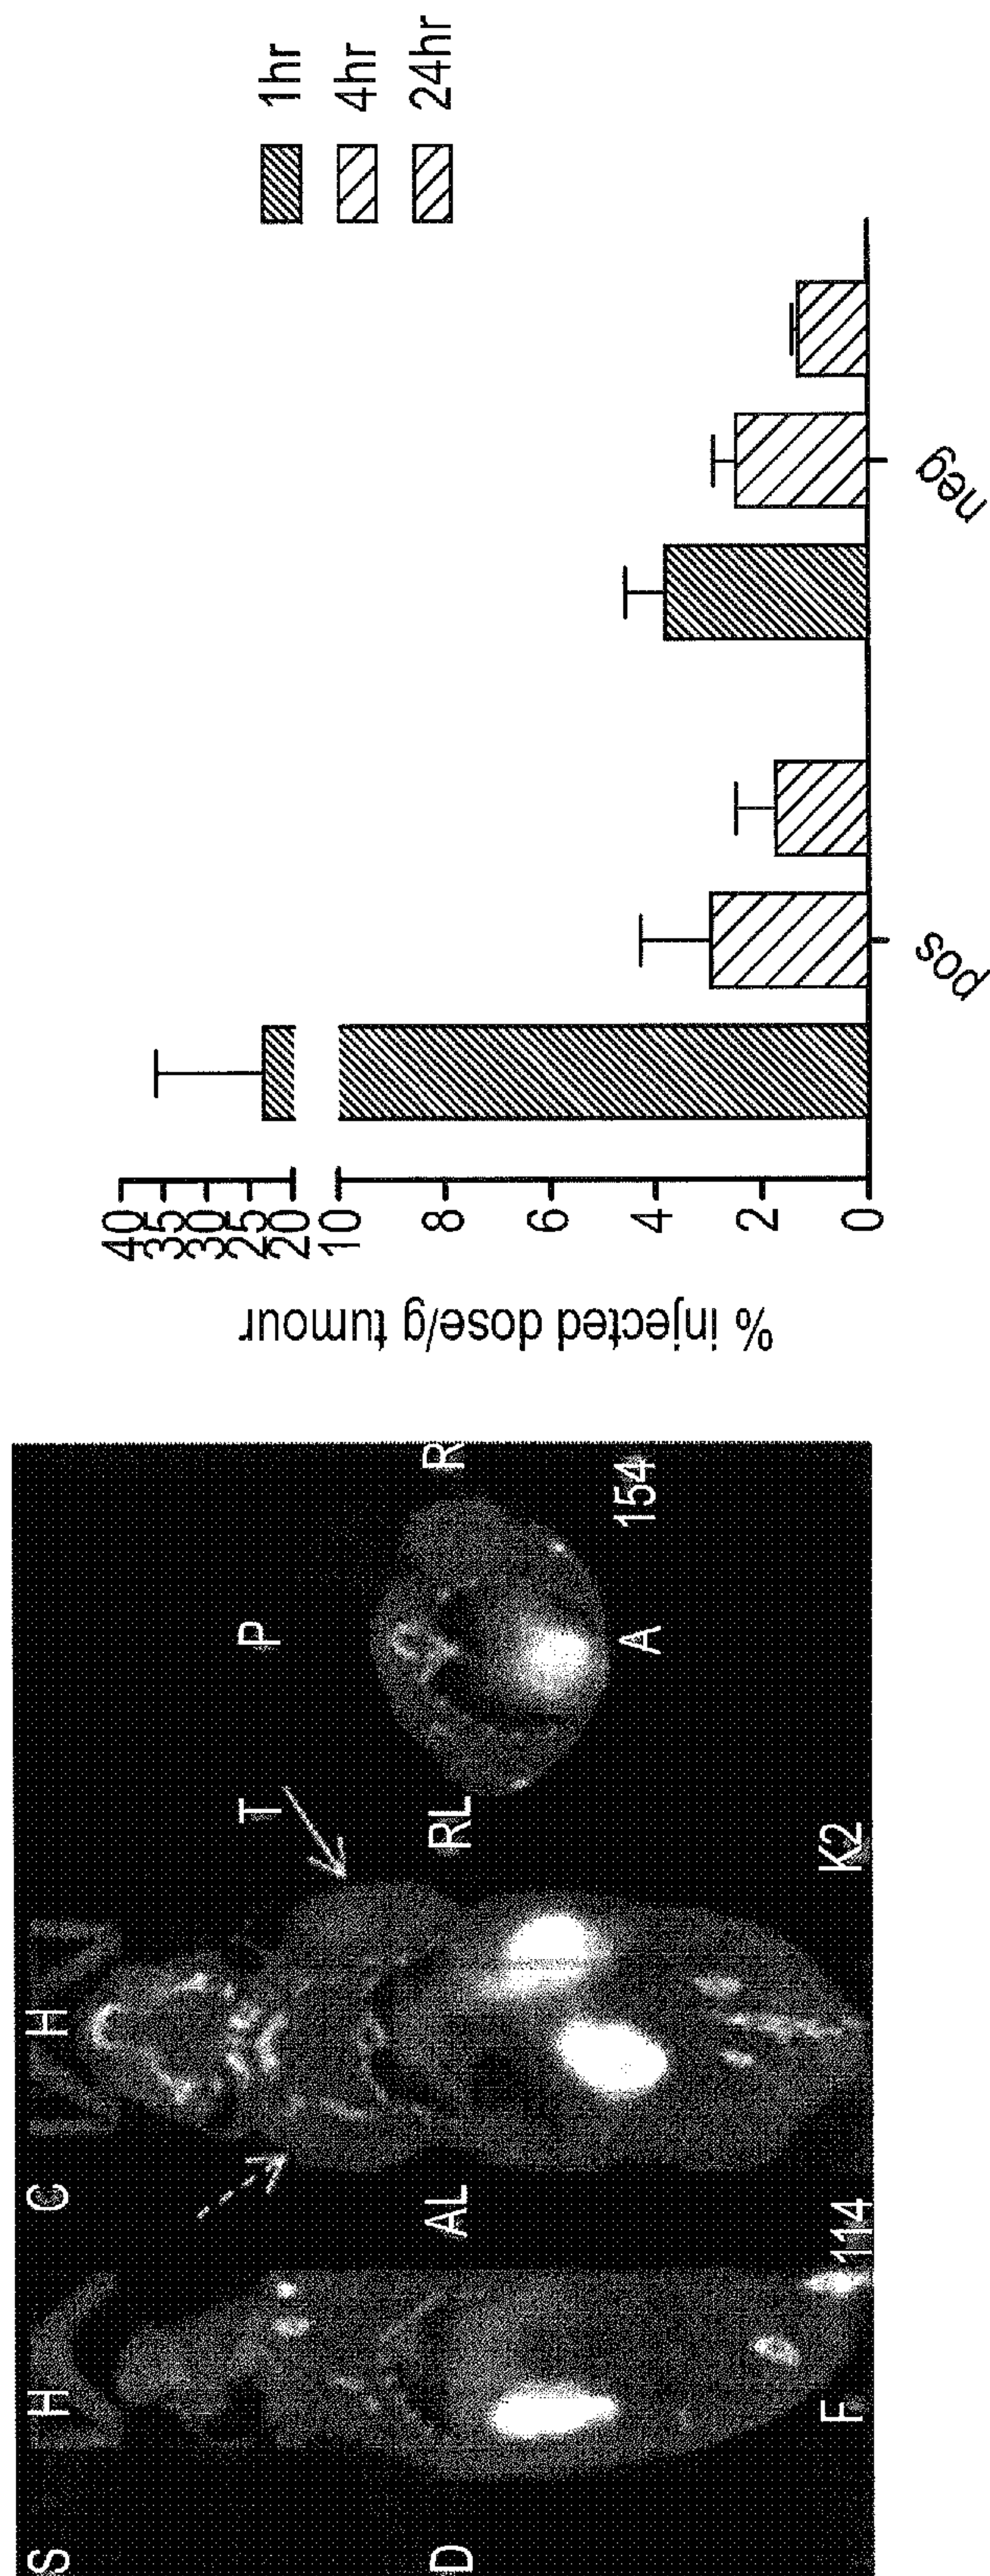 S
H
C
H
T
P
D
AL
RL
R
F
114
K2
A
154
% injected dose/g tumour
40
35
30
25
20
10
8
6
4
2
0
pos
neg
1hr
4hr
24hr